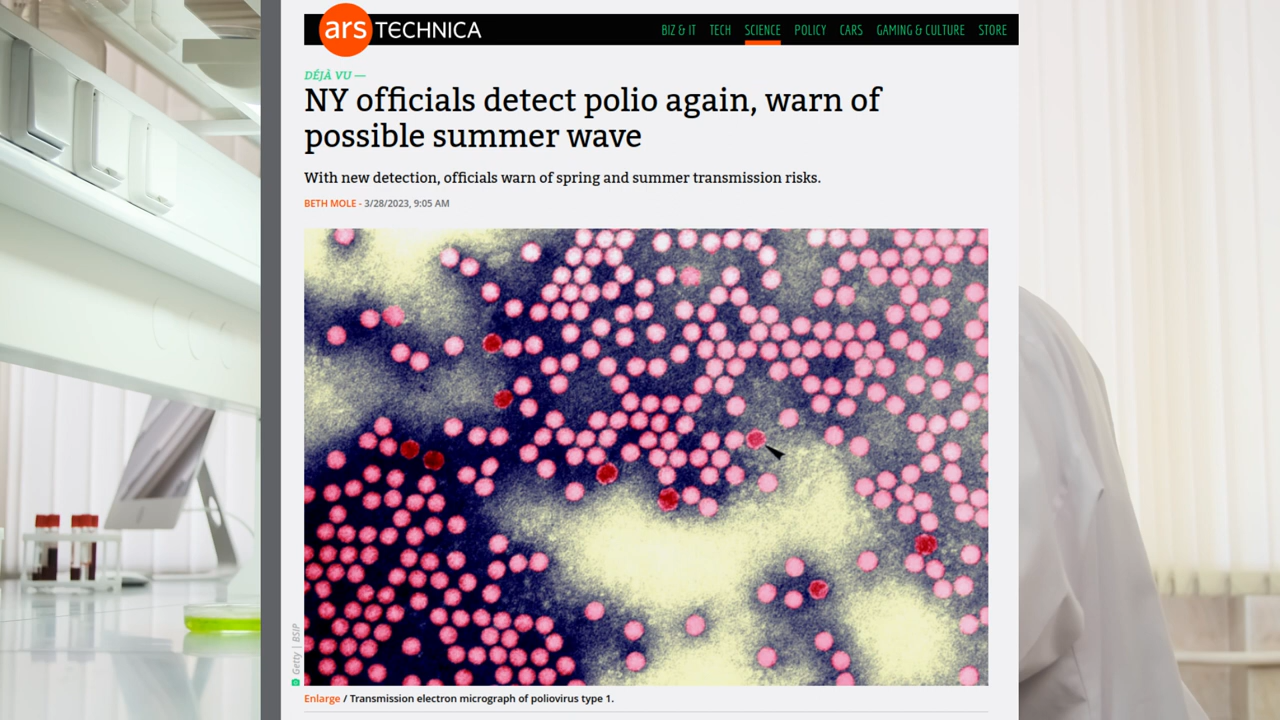 ars TECHNICA
BIZ & IT TECH SCIENCE POLICY CARS GAMING & CULTURE STORE
DÉJÀ VU —
NY officials detect polio again, warn of
possible summer wave
With new detection, officials warn of spring and summer transmission risks.
BETH MOLE - 3/28/2023, 9:05 AM
Getty | BSIP
Enlarge / Transmission electron micrograph of poliovirus type 1.